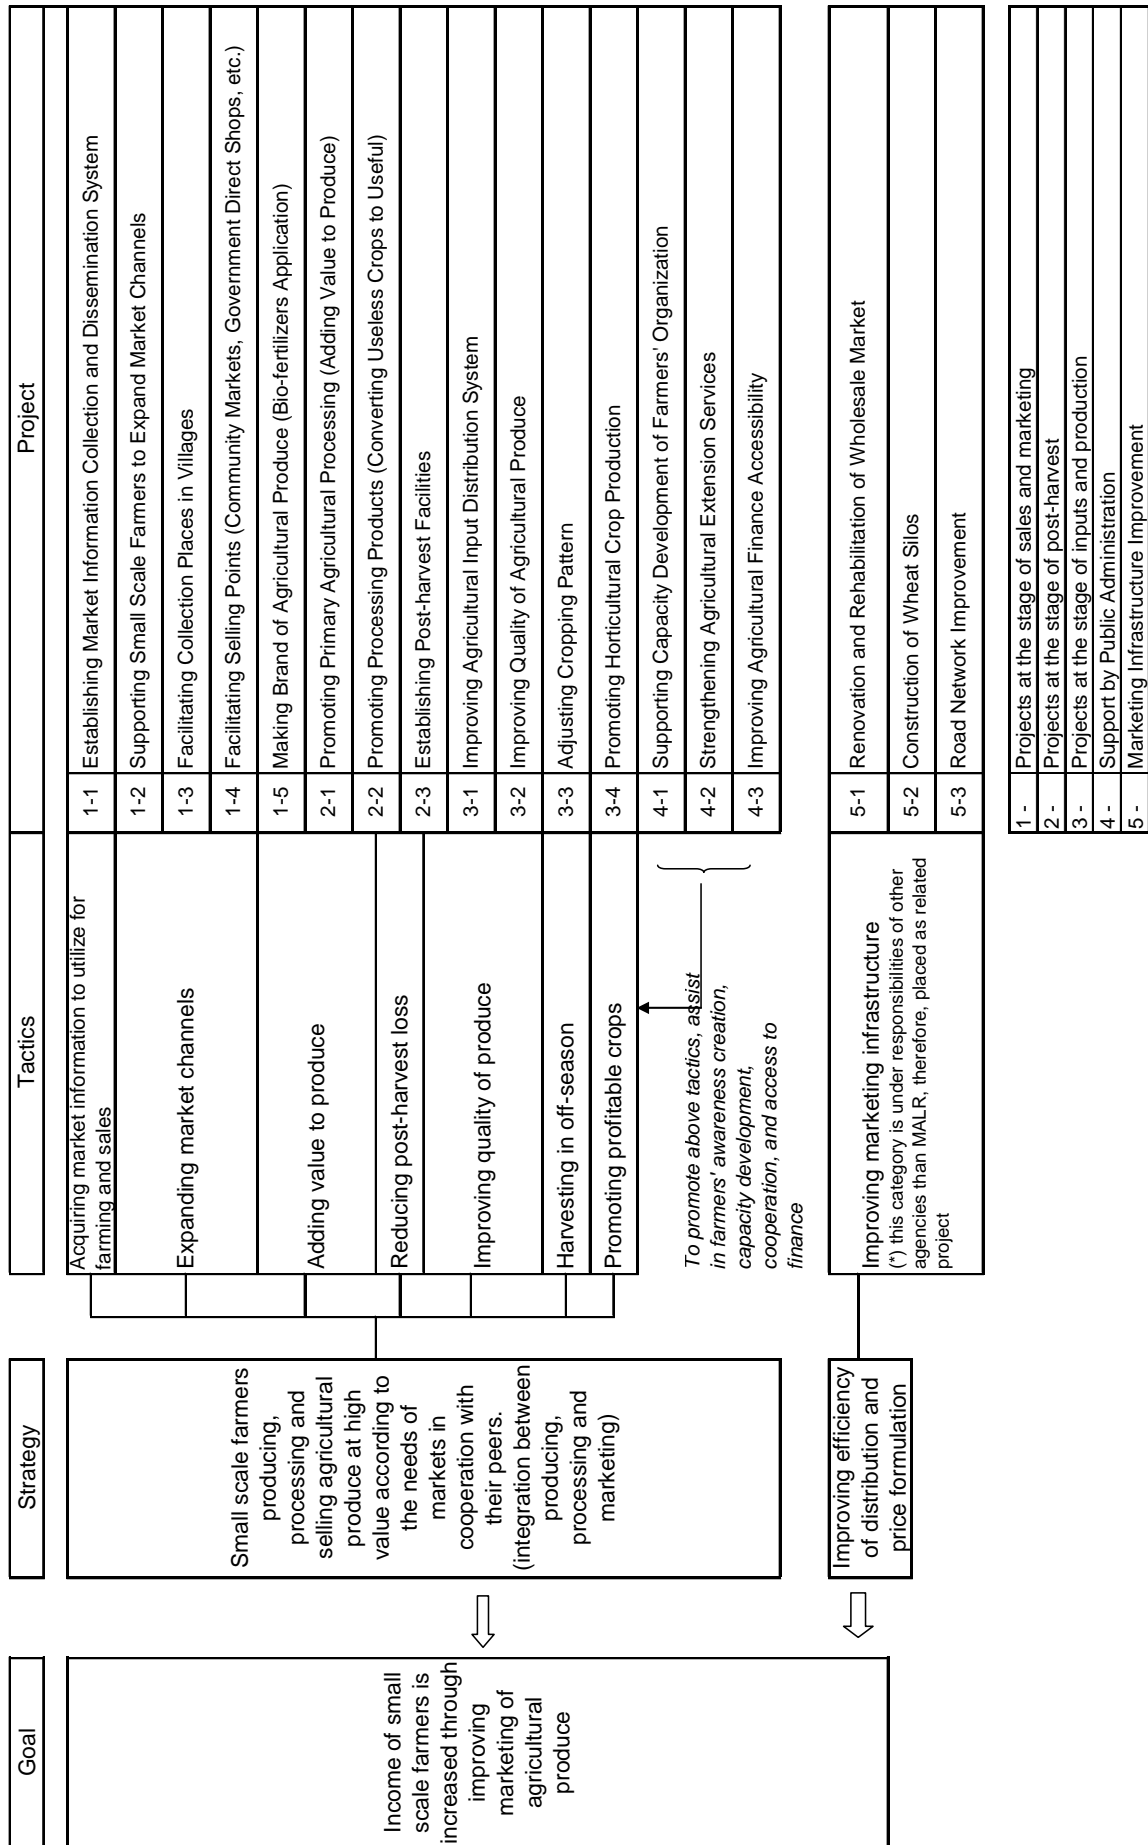 Goal
Strategy
Tactics
Project
Income of small
scale farmers is
increased through
improving
marketing of
agricultural
produce
Small scale farmers
producing,
processing and
selling agricultural
produce at high
value according to
the needs of
markets in
cooperation with
their peers.
(integration between
producing,
processing and
marketing)
Improving efficiency
of distribution and
price formulation
Acquiring market information to utilize for
farming and sales
Expanding market channels
Adding value to produce
Reducing post-harvest loss
Improving quality of produce
Harvesting in off-season
Promoting profitable crops
To promote above tactics, assist
in farmers' awareness creation,
capacity development,
cooperation, and access to
finance
Improving marketing infrastructure
(*) this category is under responsibilities of other
agencies than MALR, therefore, placed as related
project
1-1 Establishing Market Information Collection and Dissemination System
1-2 Supporting Small Scale Farmers to Expand Market Channels
1-3 Facilitating Collection Places in Villages
1-4 Facilitating Selling Points (Community Markets, Government Direct Shops, etc.)
1-5 Making Brand of Agricultural Produce (Bio-fertilizers Application)
2-1 Promoting Primary Agricultural Processing (Adding Value to Produce)
2-2 Promoting Processing Products (Converting Useless Crops to Useful)
2-3 Establishing Post-harvest Facilities
3-1 Improving Agricultural Input Distribution System
3-2 Improving Quality of Agricultural Produce
3-3 Adjusting Cropping Pattern
3-4 Promoting Horticultural Crop Production
4-1 Supporting Capacity Development of Farmers' Organization
4-2 Strengthening Agricultural Extension Services
4-3 Improving Agricultural Finance Accessibility
5-1 Renovation and Rehabilitation of Wholesale Market
5-2 Construction of Wheat Silos
5-3 Road Network Improvement
1 - Projects at the stage of sales and marketing
2 - Projects at the stage of post-harvest
3 - Projects at the stage of inputs and production
4 - Support by Public Administration
5 - Marketing Infrastructure Improvement